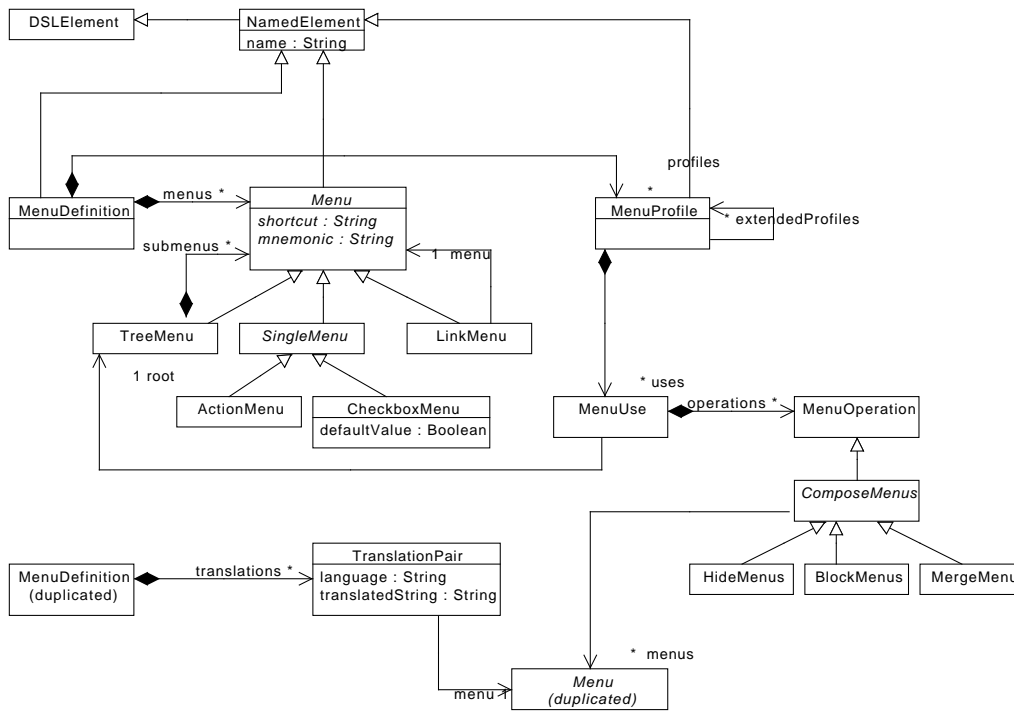 DSLElement
NamedElement
name : String
profiles
MenuDefinition
menus *
Menu
shortcut : String
mnemonic : String
*
MenuProfile
* extendedProfiles
submenus *
1 menu
TreeMenu
SingleMenu
LinkMenu
1 root
ActionMenu
CheckboxMenu
defaultValue : Boolean
* uses
MenuUse
operations *
MenuOperation
ComposeMenus
HideMenus
BlockMenus
MergeMenu
MenuDefinition
(duplicated)
translations *
TranslationPair
language : String
translatedString : String
* menus
menu 1
Menu
(duplicated)